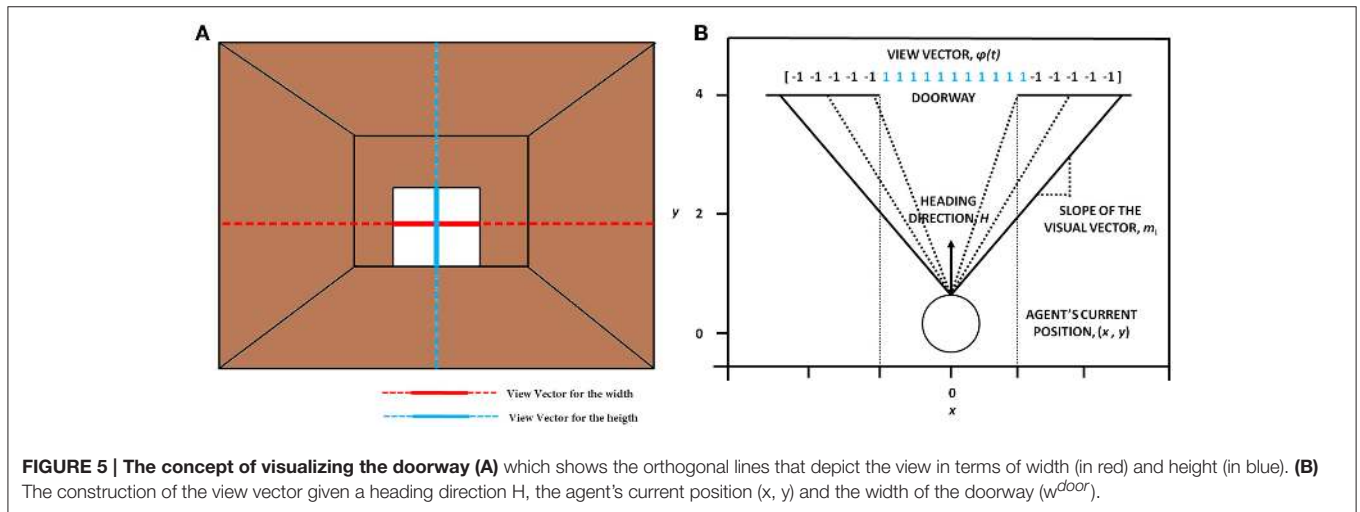 A
View Vector for the width
View Vector for the heigth
B
VIEW VECTOR, φ(t)
[ -1 -1 -1 -1 -1 1 1 1 1 1 1 1 1 1 1 1 -1 -1 -1 -1 -1 ]
4
DOORWAY
HEADING
DIRECTION, H
y
2
SLOPE OF THE
VISUAL VECTOR, mi
AGENT'S CURRENT
POSITION, (x , y)
0
0
x
FIGURE 5 | The concept of visualizing the doorway (A) which shows the orthogonal lines that depict the view in terms of width (in red) and height (in blue). (B)
The construction of the view vector given a heading direction H, the agent's current position (x, y) and the width of the doorway (wdoor).